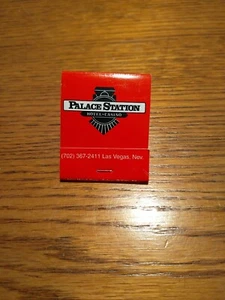 PALACE STATION
HOTEL • CASINO
(702) 367-2411 Las Vegas, Nev.